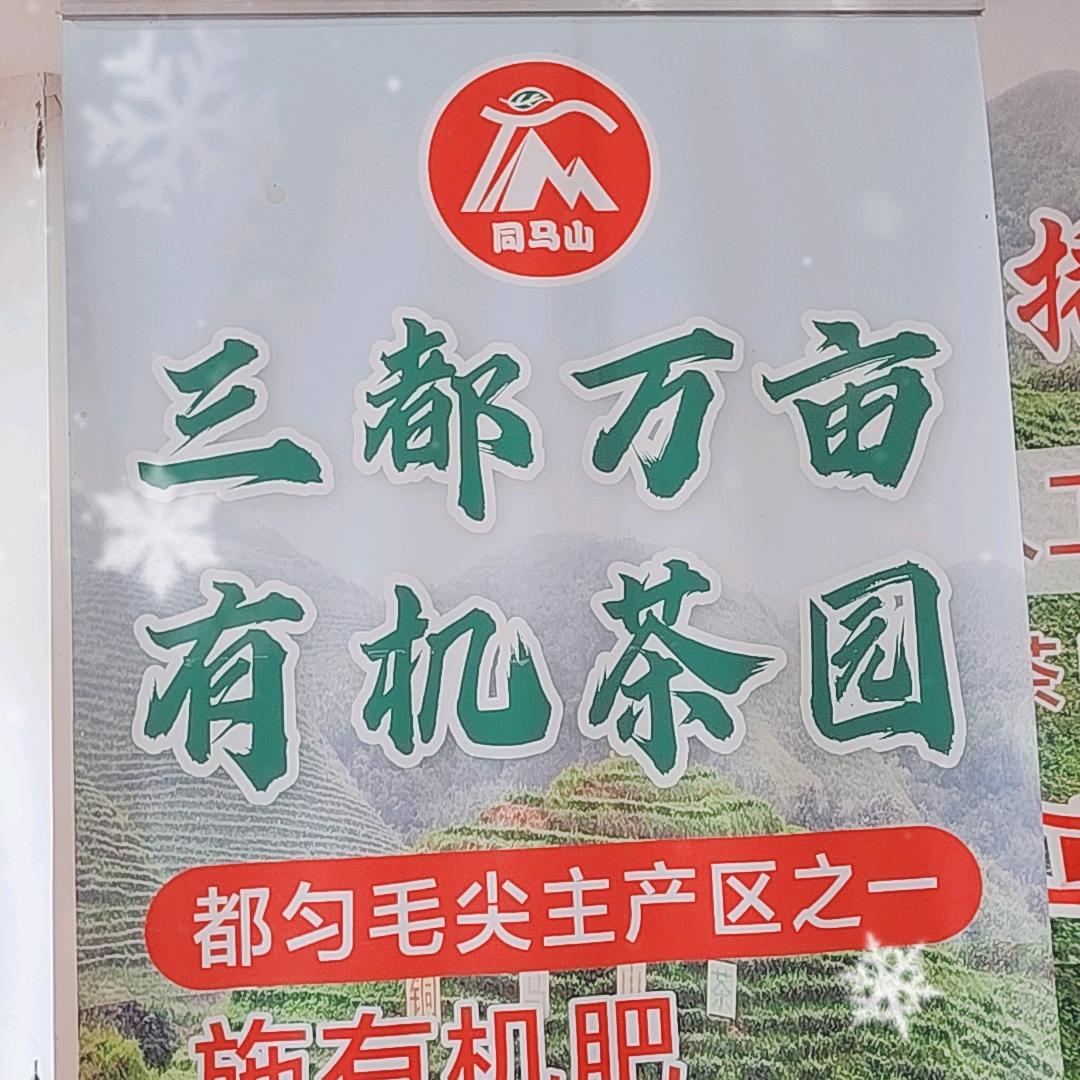 同马山
三都万亩
有机茶园
都匀毛尖主产区之一
施有机肥
茶